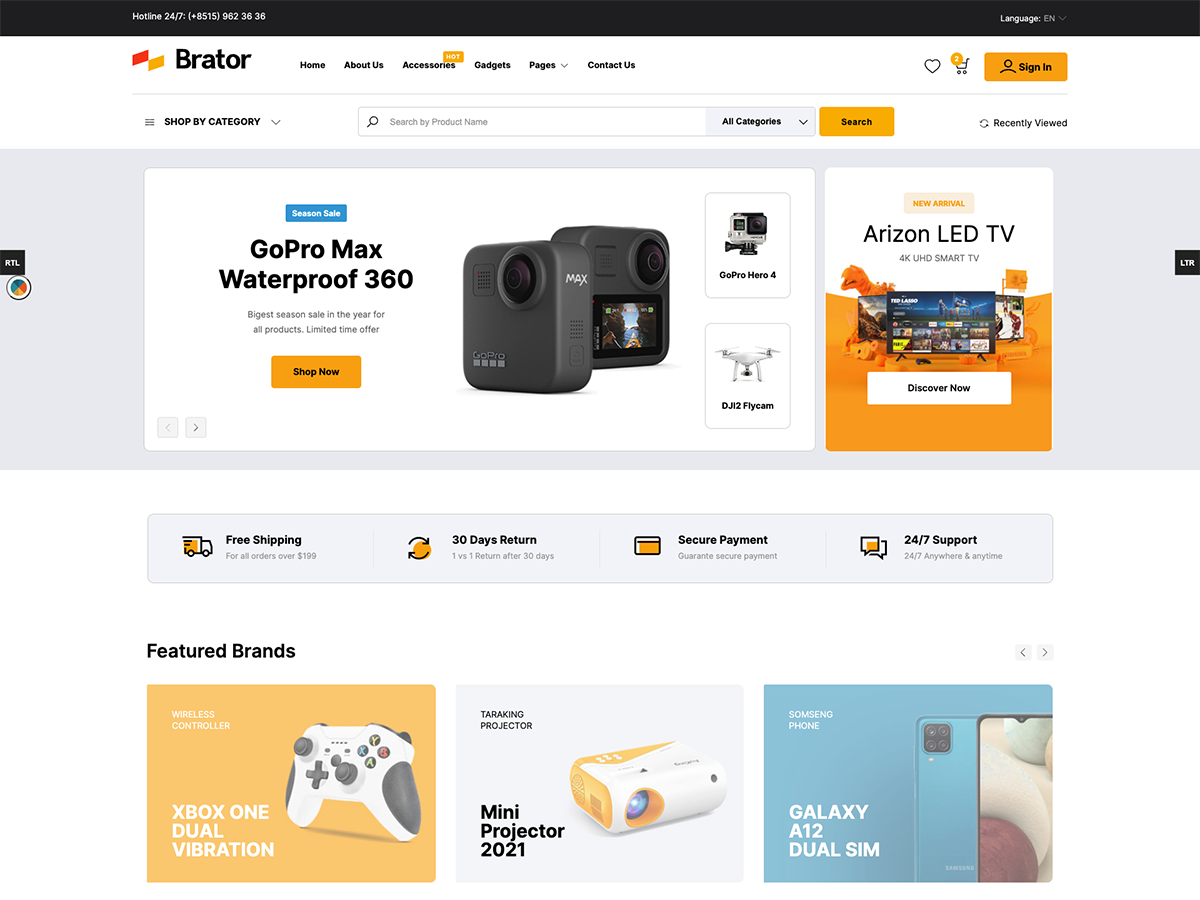 Hotline 24/7: (+8515) 962 36 36
Language: EN
Brator
Home
About Us
Accessories
HOT
Gadgets
Pages
Contact Us
2
Sign In
SHOP BY CATEGORY
Search by Product Name
All Categories
Search
Recently Viewed
RTL
LTR
Season Sale
GoPro Max
Waterproof 360
Bigest season sale in the year for
all products. Limited time offer
Shop Now
MAX
GoPro
GoPro Hero 4
DJI2 Flycam
NEW ARRIVAL
Arizon LED TV
4K UHD SMART TV
TED LASSO
Discover Now
Free Shipping
For all orders over $199
30 Days Return
1 vs 1 Return after 30 days
Secure Payment
Guarante secure payment
24/7 Support
24/7 Anywhere & anytime
Featured Brands
WIRELESS
CONTROLLER
XBOX ONE
DUAL
VIBRATION
Y
X
B
A
TARAKING
PROJECTOR
Mini
Projector
2021
SOMSENG
PHONE
GALAXY
A12
DUAL SIM
SAMSUNG